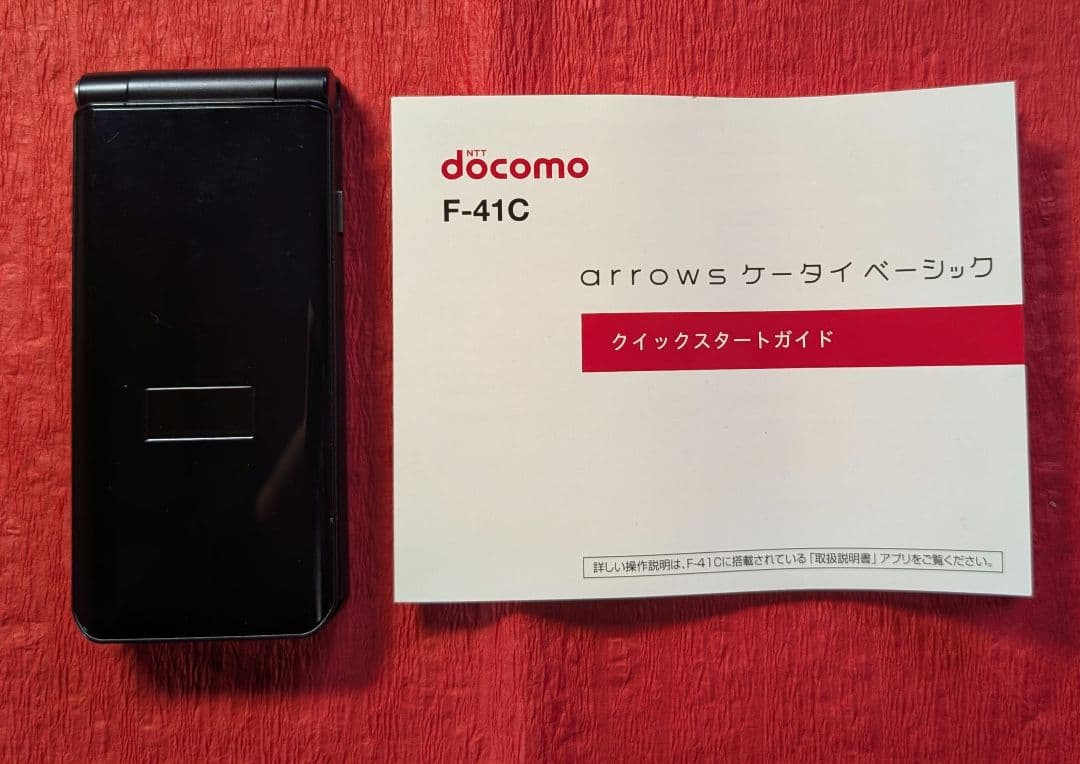 NTT
docomo
F-41C
arrows ケータイ ベーシック
クイックスタートガイド
詳しい操作説明は、F-41Cに搭載されている「取扱説明書」アプリをご覧ください。